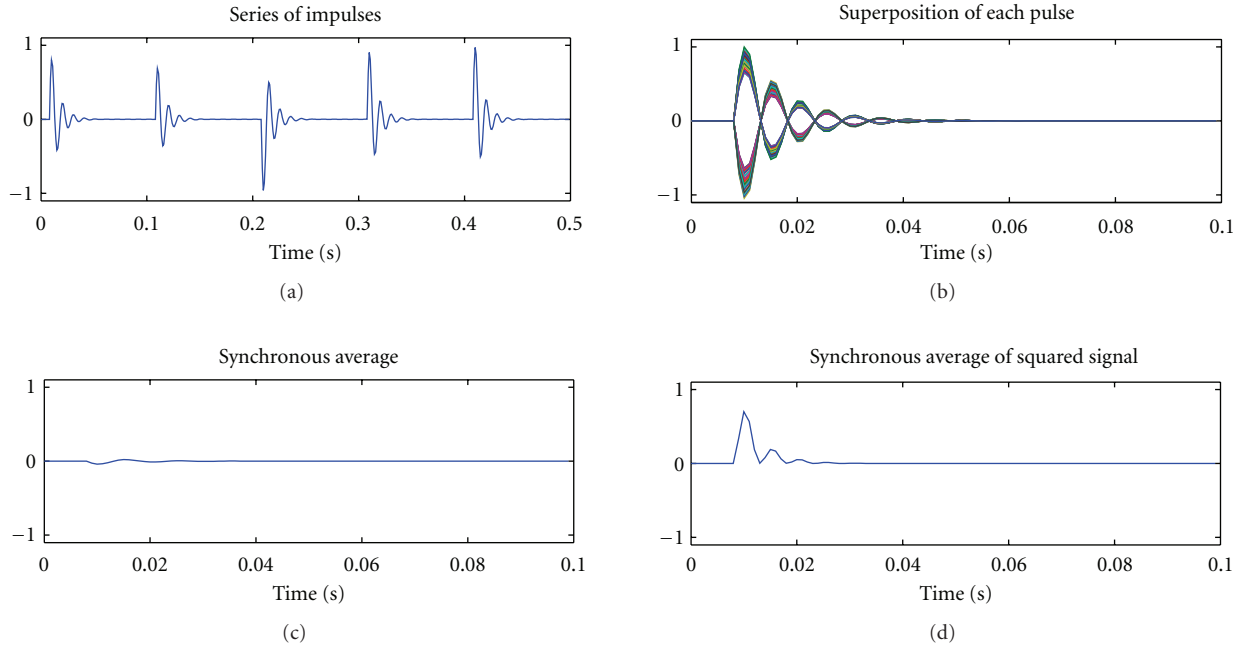 Series of impulses
1
0
−1
0 0.1 0.2 0.3 0.4 0.5
Time (s)
(a)
Superposition of each pulse
1
0
−1
0 0.02 0.04 0.06 0.08 0.1
Time (s)
(b)
Synchronous average
1
0
−1
0 0.02 0.04 0.06 0.08 0.1
Time (s)
(c)
Synchronous average of squared signal
1
0
−1
0 0.02 0.04 0.06 0.08 0.1
Time (s)
(d)